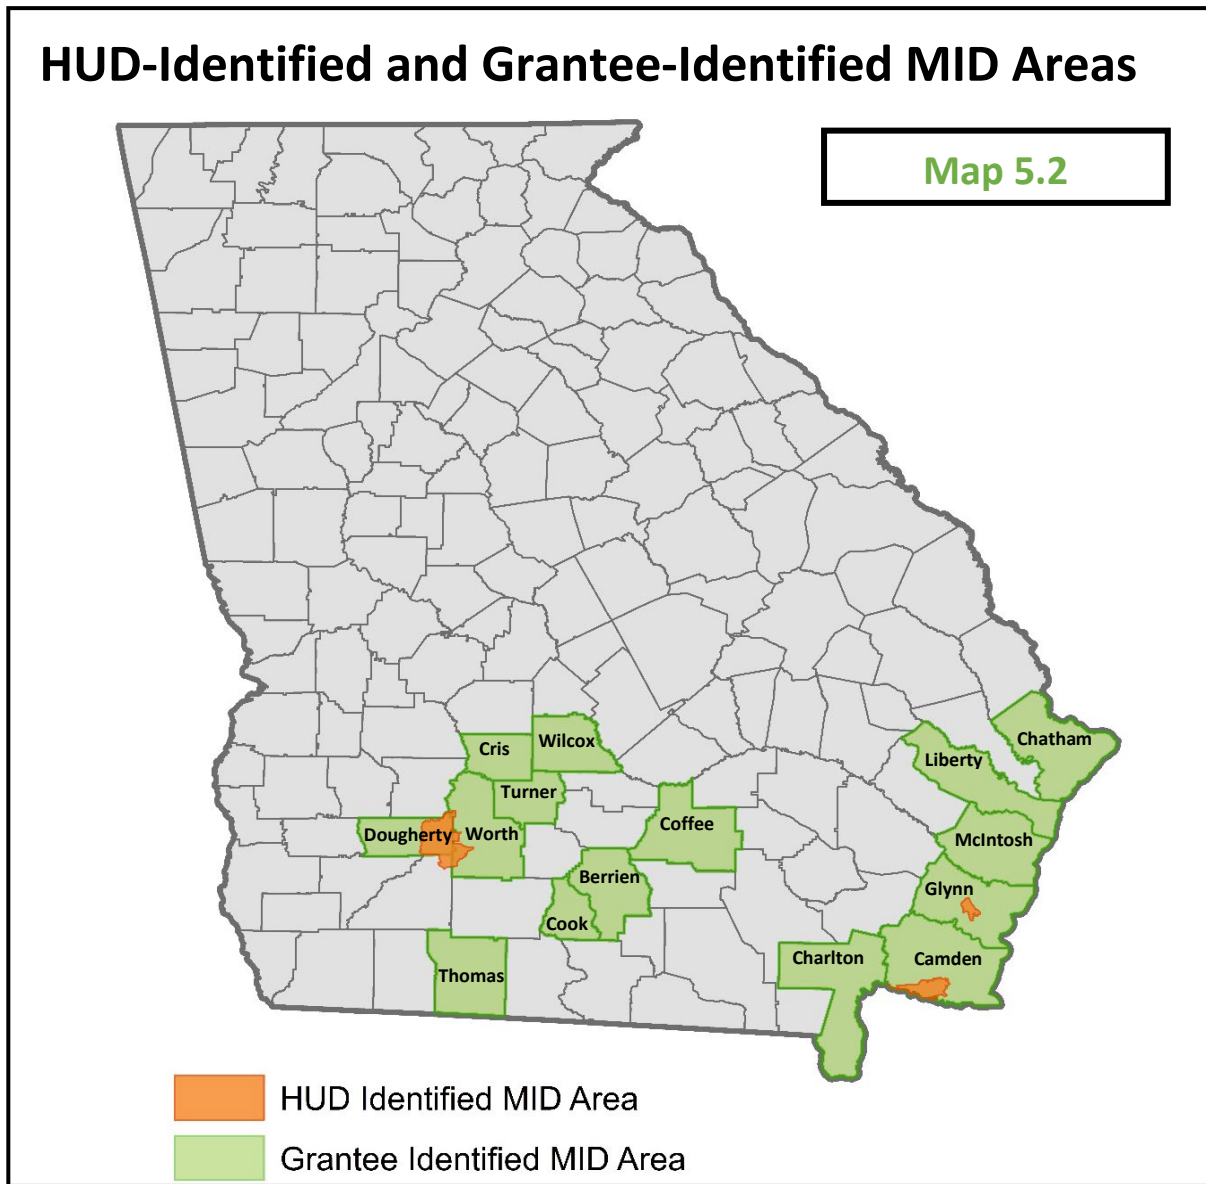 HUD-Identified and Grantee-Identified MID Areas
Map 5.2
Chatham
Wilcox
Cris
Liberty
Turner
Coffee
Dougherty
Worth
McIntosh
Berrien
Glynn
Cook
Charlton
Camden
Thomas
HUD Identified MID Area
Grantee Identified MID Area